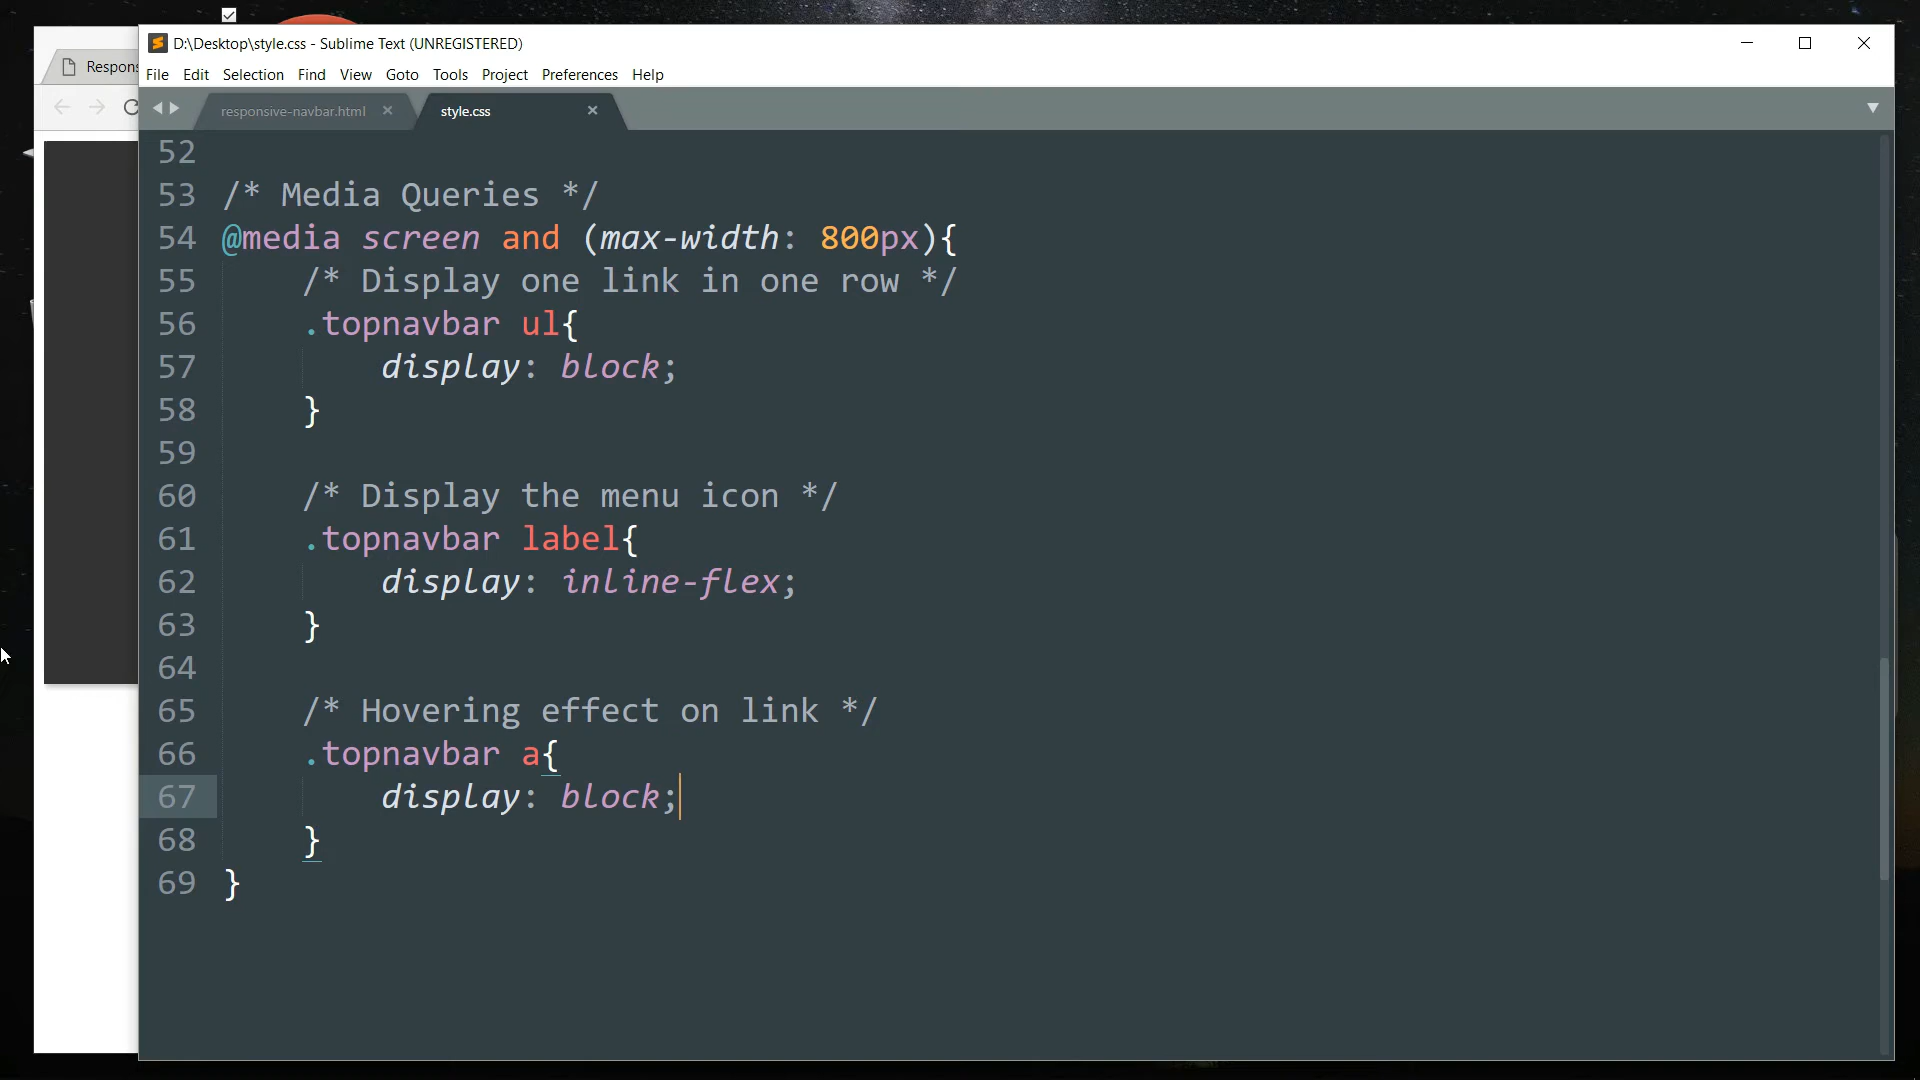 D:\Desktop\style.css - Sublime Text (UNREGISTERED)
Respons
File Edit Selection Find View Goto Tools Project Preferences Help
responsive-navbar.html style.css
52
53 /* Media Queries */
54 @media screen and (max-width: 800px){
55 /* Display one link in one row */
56 .topnavbar ul{
57 display: block;
58 }
59
60 /* Display the menu icon */
61 .topnavbar label{
62 display: inline-flex;
63 }
64
65 /* Hovering effect on link */
66 .topnavbar a{
67 display: block;
68 }
69 }